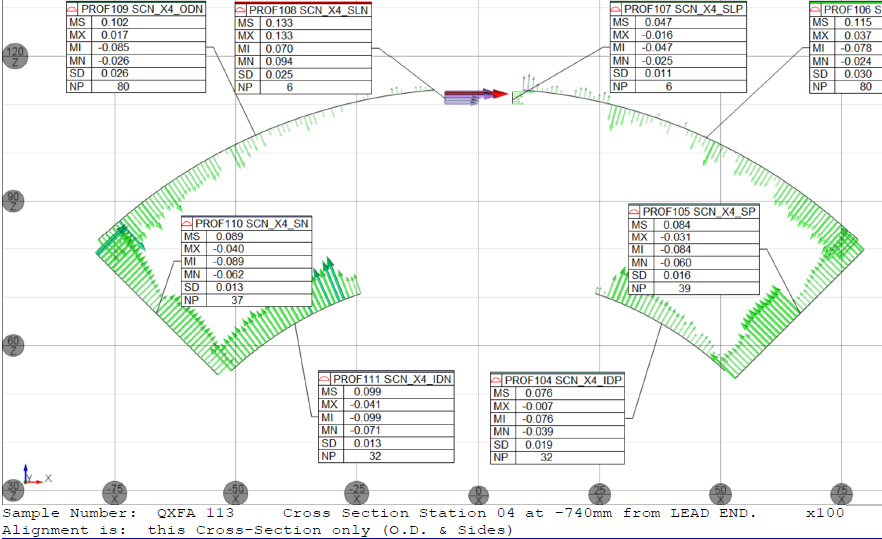 PROF109 SCN_X4_ODN
MS 0.102
MX 0.017
MI -0.085
MN -0.026
SD 0.026
NP 80
PROF108 SCN_X4_SLN
MS 0.133
MX 0.133
MI 0.070
MN 0.094
SD 0.025
NP 6
PROF107 SCN_X4_SLP
MS 0.047
MX -0.016
MI -0.047
MN -0.025
SD 0.011
NP 6
PROF106 S
MS 0.115
MX 0.037
MI -0.078
MN -0.024
SD 0.030
NP 80
120
Z
90
Z
PROF110 SCN_X4_SN
MS 0.089
MX -0.040
MI -0.089
MN -0.062
SD 0.013
NP 37
PROF105 SCN_X4_SP
MS 0.084
MX -0.031
MI -0.084
MN -0.060
SD 0.016
NP 39
60
Z
PROF111 SCN_X4_IDN
MS 0.099
MX -0.041
MI -0.099
MN -0.071
SD 0.013
NP 32
PROF104 SCN_X4_IDP
MS 0.076
MX -0.007
MI -0.076
MN -0.039
SD 0.019
NP 32
30
Z
Y X
-75
X
-50
X
-25
X
0
X
25
X
50
X
75
X
Sample Number: QXFA 113 Cross Section Station 04 at -740mm from LEAD END. x100
Alignment is: this Cross-Section only (O.D. & Sides)